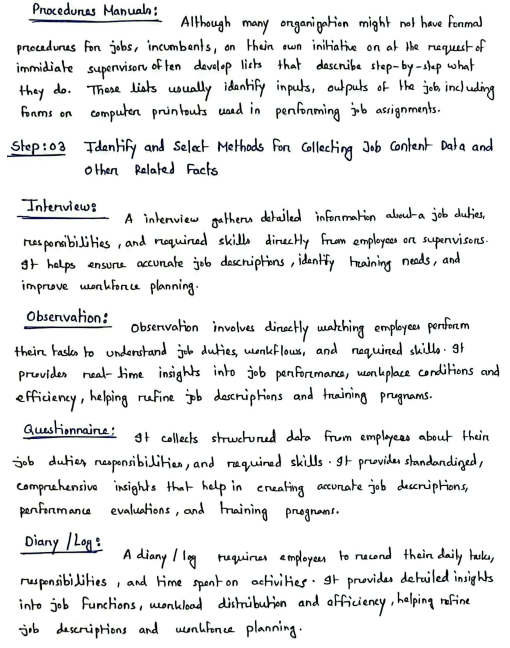 Procedures Manuals: Although many organization might not have formal
procedures for jobs, incumbents, on their own initiative on at the request of
immidiate supervisors often develop lists that describe step-by-step what
they do. These lists usually identify inputs, outputs of the job, including
forms on computer printouts used in performing job assignments.
Step:03 Identify and Select Methods For Collecting Job Content Data and
Other Related Facts
Interview: A interview gathers detailed information about a job duties,
responsibilities, and required skills directly from employees or supervisors.
It helps ensure accurate job descriptions, identify training needs, and
improve workforce planning.
Observation: Observation involves directly watching employees perform
their tasks to understand job duties, workflows, and required skills. It
provides real-time insights into job performance, workplace conditions and
efficiency, helping refine job descriptions and training programs.
Questionnaire: It collects structured data from employees about their
job duties responsibilities, and required skills. It provides standardized,
comprehensive insights that help in creating accurate job descriptions,
performance evaluations, and training programs.
Diary/Log: A diary/log requires employees to record their daily tasks,
responsibilities, and time spent on activities. It provides detailed insights
into job functions, workload distribution and efficiency, helping refine
job descriptions and workforce planning.